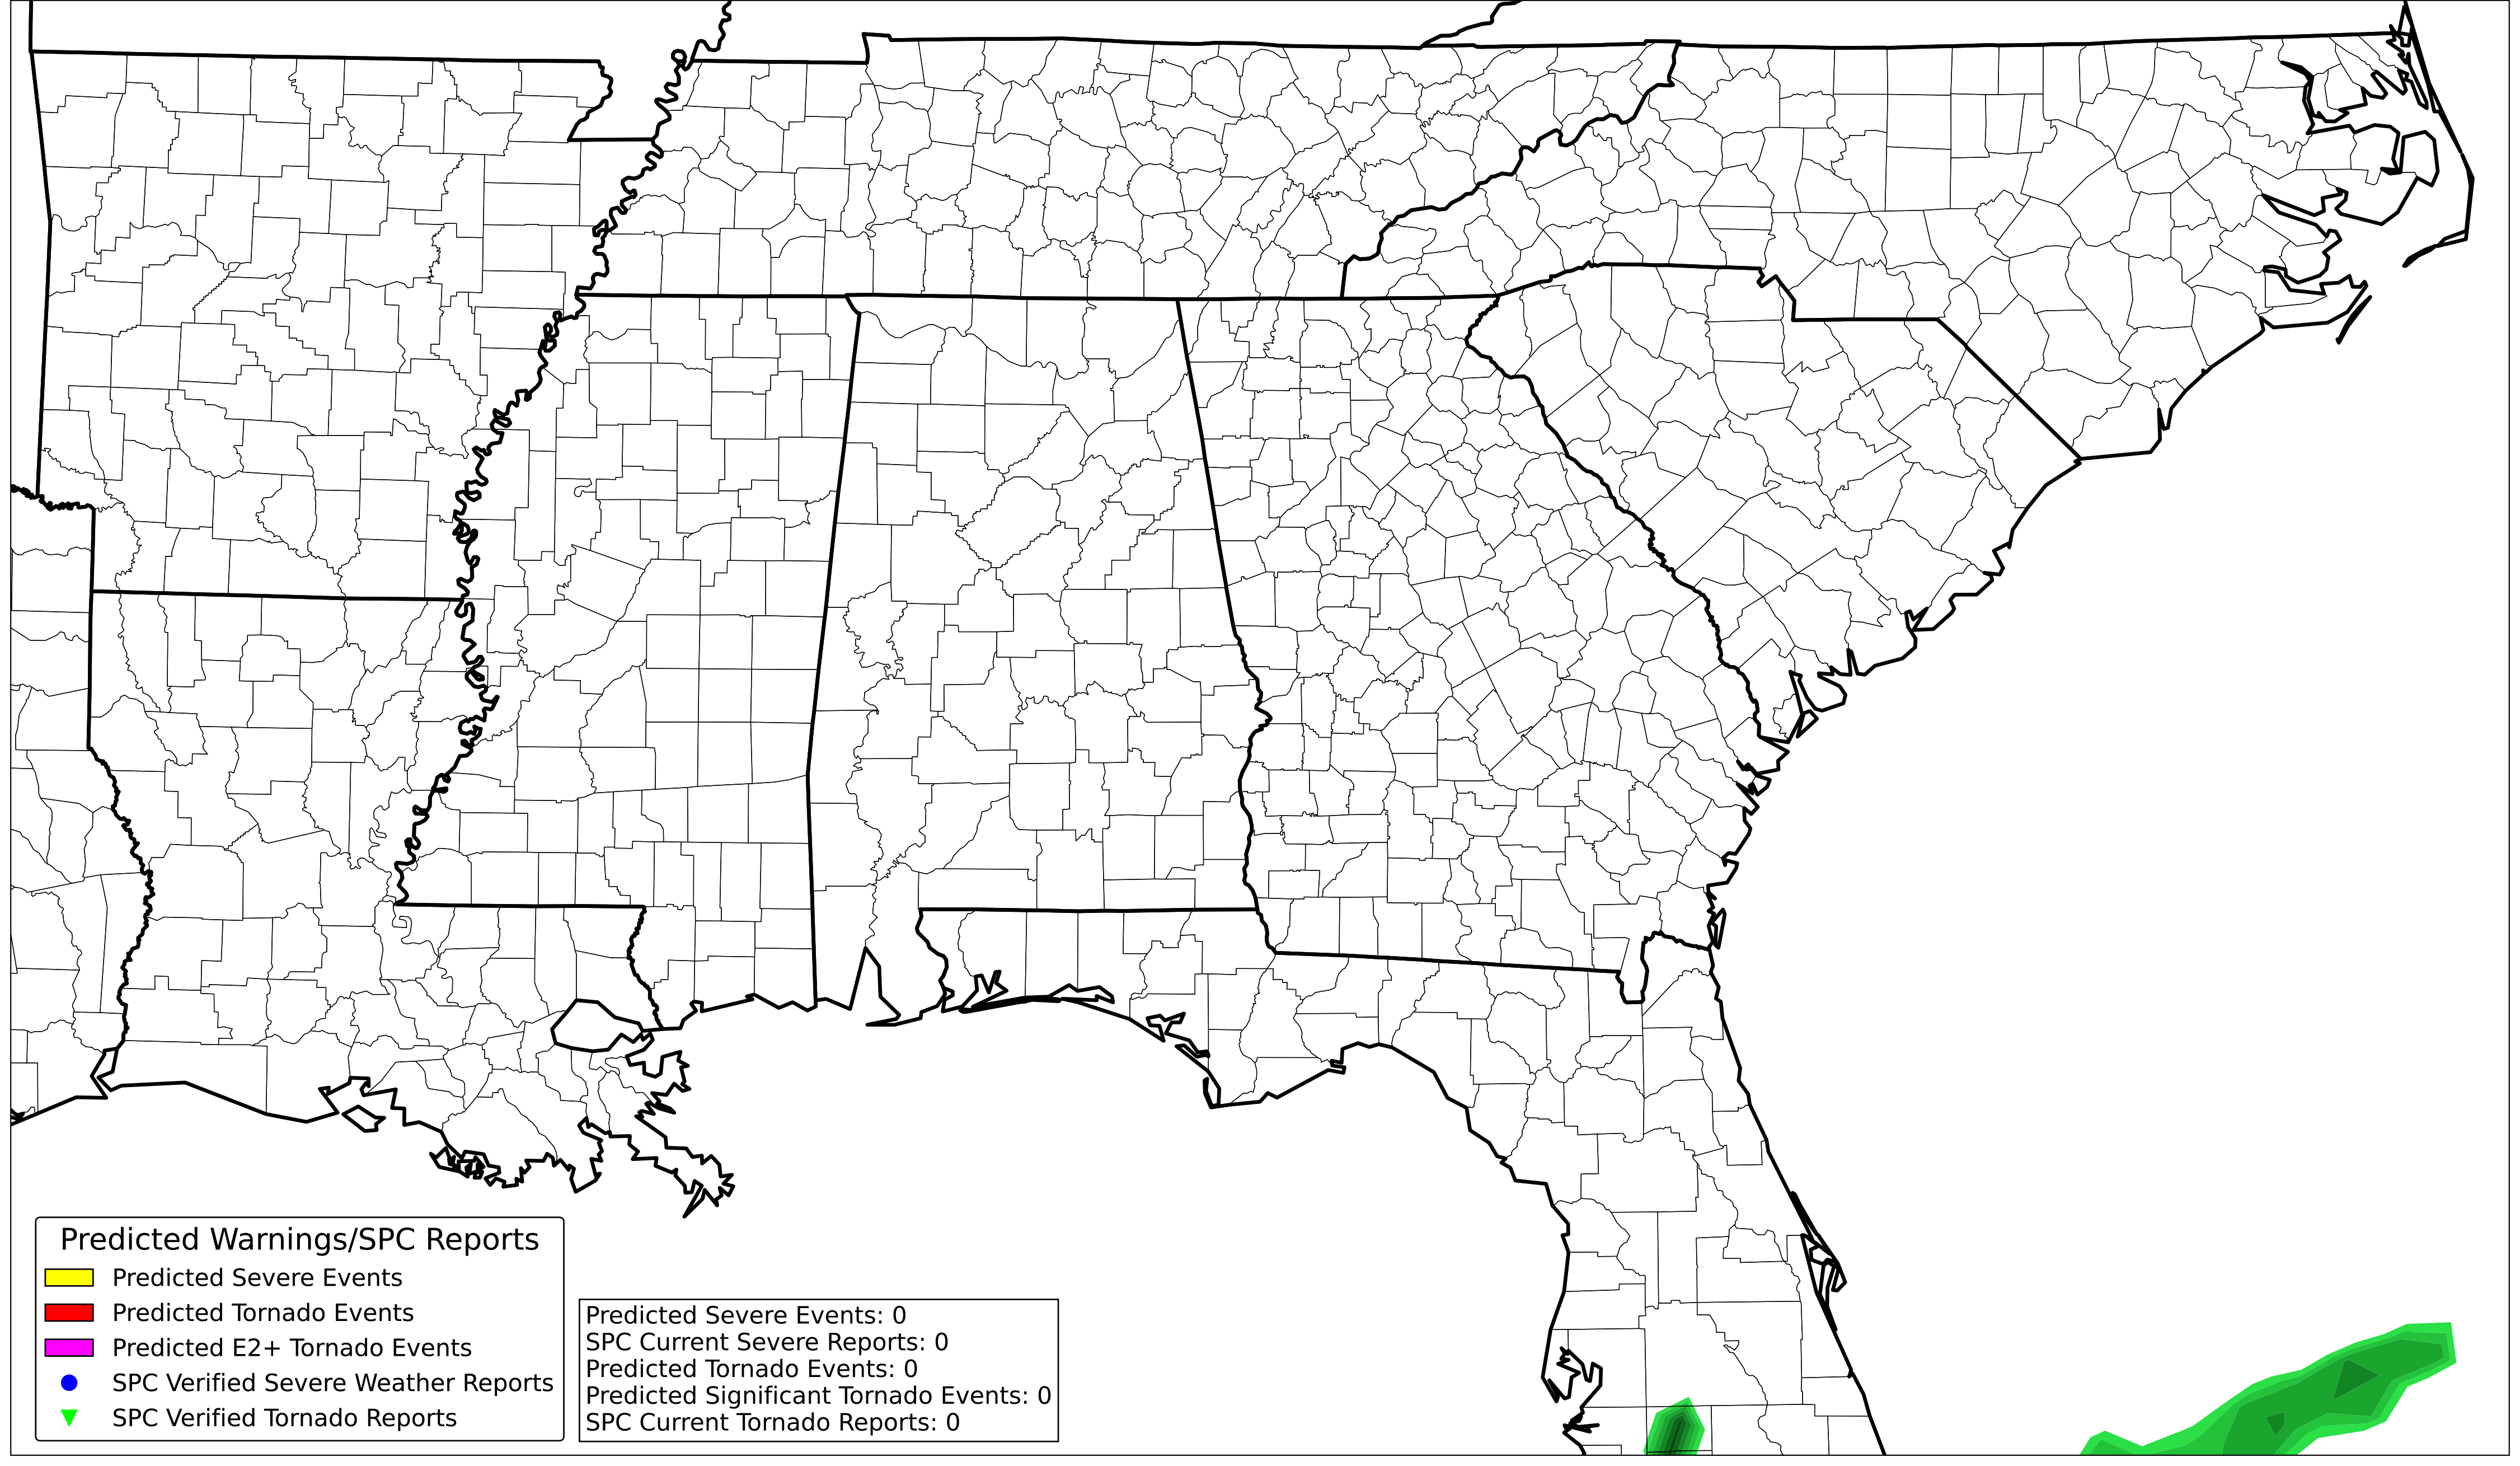 Predicted Warnings/SPC Reports
Predicted Severe Events
Predicted Tornado Events
Predicted E2+ Tornado Events
SPC Verified Severe Weather Reports
SPC Verified Tornado Reports
Predicted Severe Events: 0
SPC Current Severe Reports: 0
Predicted Tornado Events: 0
Predicted Significant Tornado Events: 0
SPC Current Tornado Reports: 0